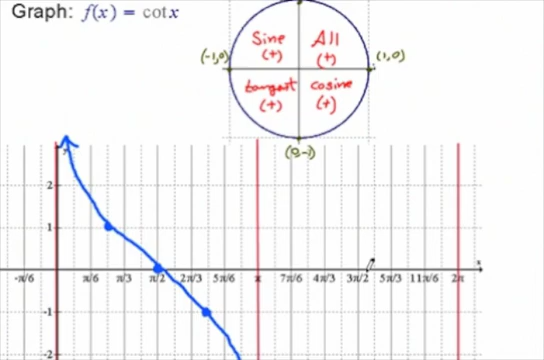 Graph: f(x) = cot x
Sine
(+)
All
(+)
(-1,0)
(1,0)
tangent
(+)
cosine
(+)
(0,-1)
y
2
1
x
-π/6
π/6
π/3
π/2
2π/3
5π/6
π
7π/6
4π/3
3π/2
5π/3
11π/6
2π
-1
-2